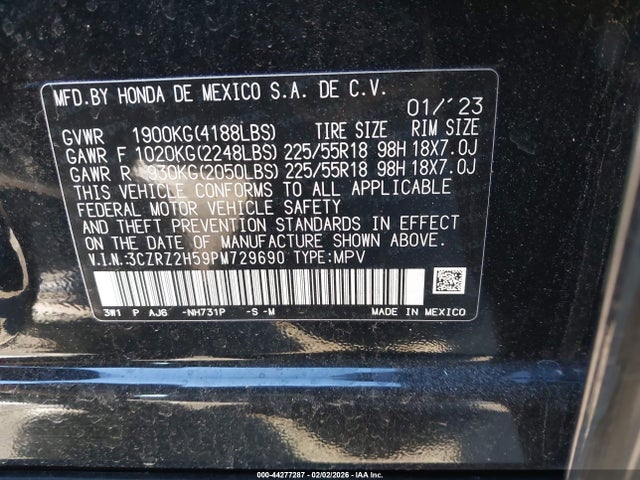 MFD.BY HONDA DE MEXICO S.A. DE C.V.
01/'23
GVWR 1900KG(4188LBS) TIRE SIZE RIM SIZE
GAWR F 1020KG(2248LBS) 225/55R18 98H 18X7.0J
GAWR R 930KG(2050LBS) 225/55R18 98H 18X7.0J
THIS VEHICLE CONFORMS TO ALL APPLICABLE
FEDERAL MOTOR VEHICLE SAFETY
AND THEFT PREVENTION STANDARDS IN EFFECT
ON THE DATE OF MANUFACTURE SHOWN ABOVE.
V.I.N.:3CZRZ2H59PM729690 TYPE:MPV
3W1 P AJ6 -NH731P -S -M MADE IN MEXICO
000-44277287 - 02/02/2026 - IAA Inc.